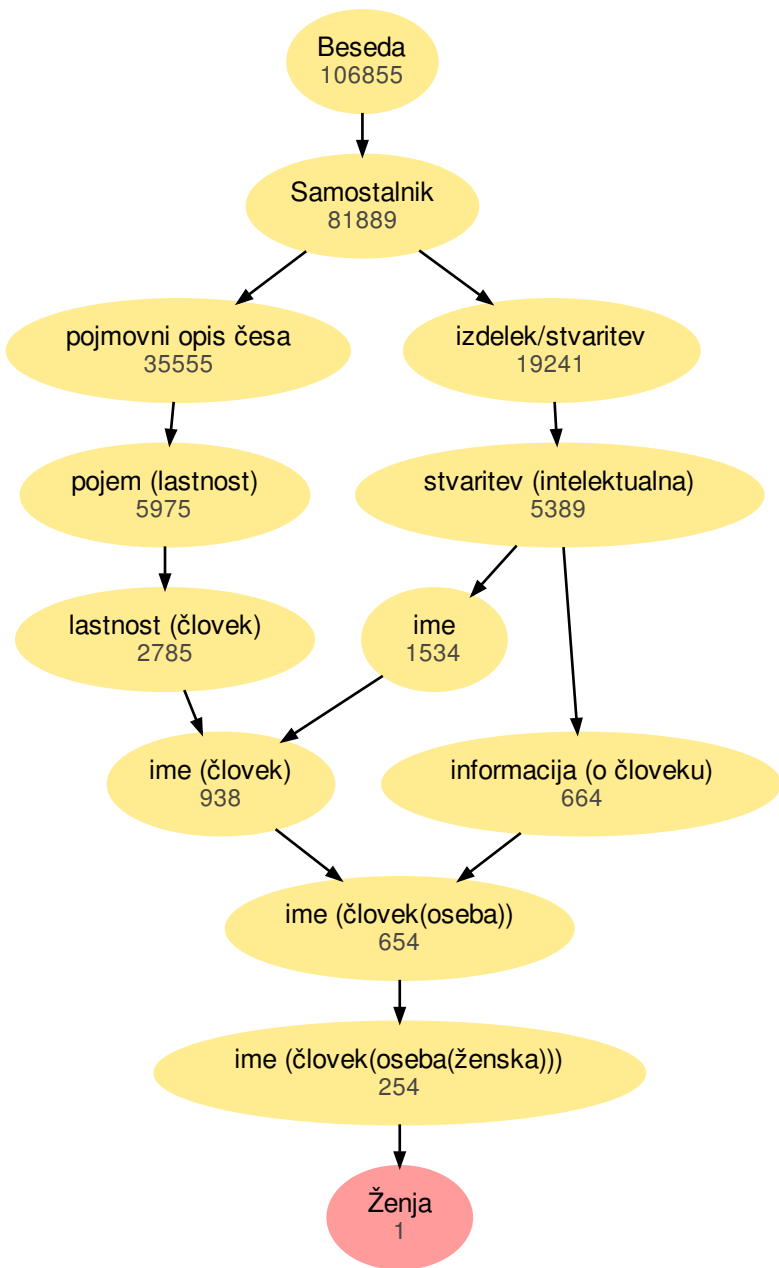 Beseda
106855
Samostalnik
81889
pojmovni opis česa
35555
izdelek/stvaritev
19241
pojem (lastnost)
5975
stvaritev (intelektualna)
5389
lastnost (človek)
2785
ime
1534
ime (človek)
938
informacija (o človeku)
664
ime (človek(oseba))
654
ime (človek(oseba(ženska)))
254
Ženja
1